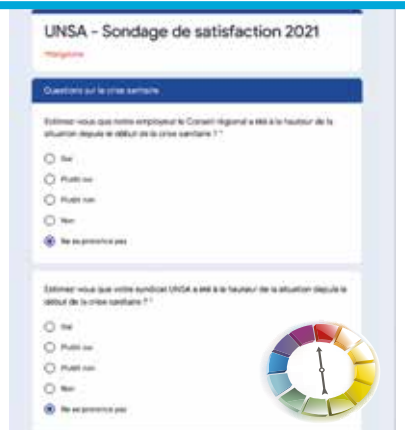 UNSA - Sondage de satisfaction 2021
*Obligatoire
Questions sur la crise sanitaire
Estimez-vous que notre employeur le Conseil régional a été à la hauteur de la
situation depuis le début de la crise sanitaire ? *
Oui
Plutôt oui
Plutôt non
Non
Ne se prononce pas
Estimez-vous que votre syndicat UNSA a été à la hauteur de la situation depuis le
début de la crise sanitaire ? *
Oui
Plutôt oui
Plutôt non
Non
Ne se prononce pas